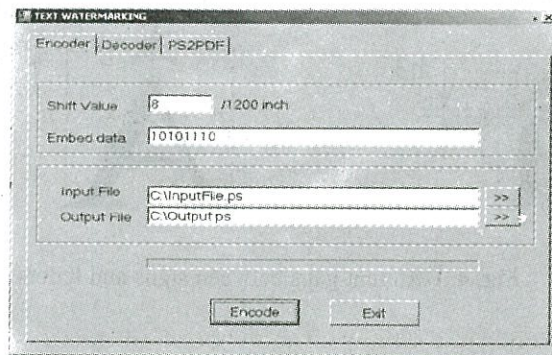 TEXT WATERMARKING
Encoder Decoder PS2PDF
Shift Value 8 /1200 inch
Embed data 10101110
Input File C:\InputFile.ps >>
Output File C:\Output.ps >>
Encode Exit